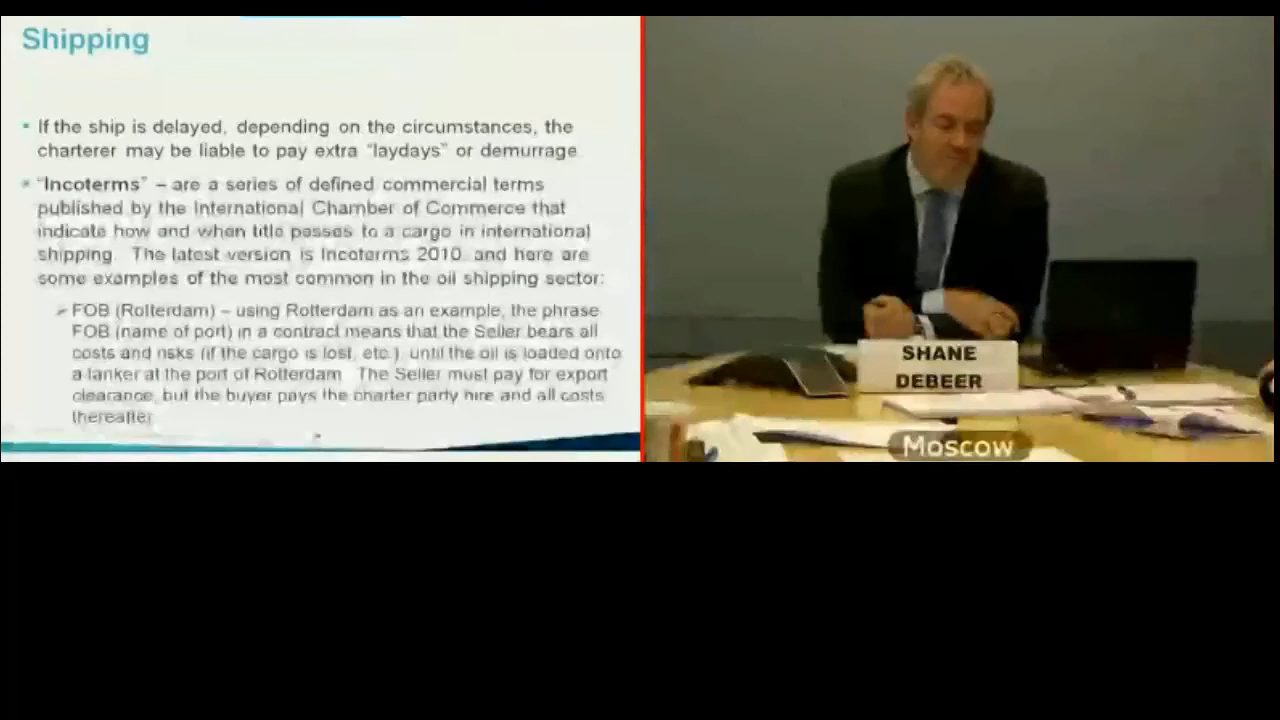 Shipping
If the ship is delayed, depending on the circumstances, the
charterer may be liable to pay extra "laydays" or demurrage
"Incoterms" – are a series of defined commercial terms
published by the International Chamber of Commerce that
indicate how and when title passes to a cargo in international
shipping. The latest version is Incoterms 2010, and here are
some examples of the most common in the oil shipping sector:
FOB (Rotterdam) – using Rotterdam as an example, the phrase
FOB (name of port) in a contract means that the Seller bears all
costs and risks (if the cargo is lost, etc.), until the oil is loaded onto
a tanker at the port of Rotterdam. The Seller must pay for export
clearance, but the buyer pays the charter party hire and all costs
thereafter
SHANE
DEBEER
Moscow